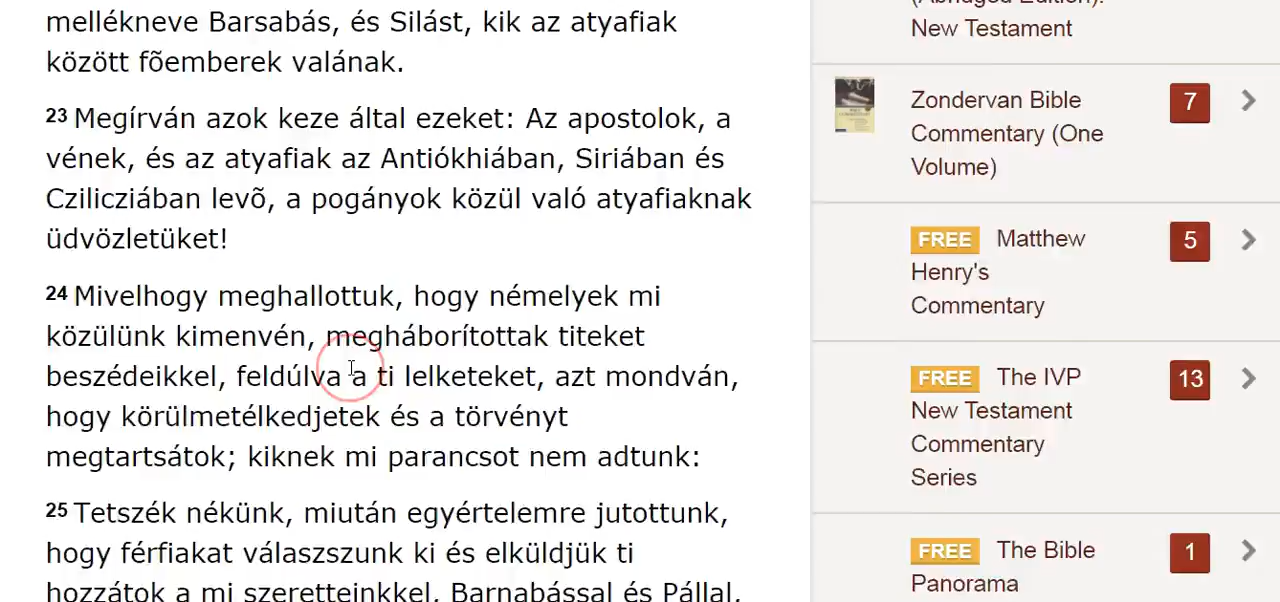 mellékneve Barsabás, és Silást, kik az atyafiak
között fõemberek valának.
23 Megírván azok keze által ezeket: Az apostolok, a
vének, és az atyafiak az Antiókhiában, Siriában és
Cziliciziában levõ, a pogányok közül való atyafiaknak
üdvözletüket!
24 Mivelhogy meghallottuk, hogy némelyek mi
közülünk kimenvén, megháborítottak titeket
beszédeikkel, feldúlva a ti lelketeket, azt mondván,
hogy körülmetélkedjetek és a törvényt
megtartsátok; kiknek mi parancsot nem adtunk:
25 Tetszék nékünk, miután egyértelemre jutottunk,
hogy férfiakat válaszszunk ki és elküldjük ti
hozzátok a mi szeretteinkkel, Barnabással és Pállal,
(Abridged Edition):
New Testament
Zondervan Bible
Commentary (One
Volume)
7
FREE Matthew
Henry's
Commentary
5
FREE The IVP
New Testament
Commentary
Series
13
FREE The Bible
Panorama
1